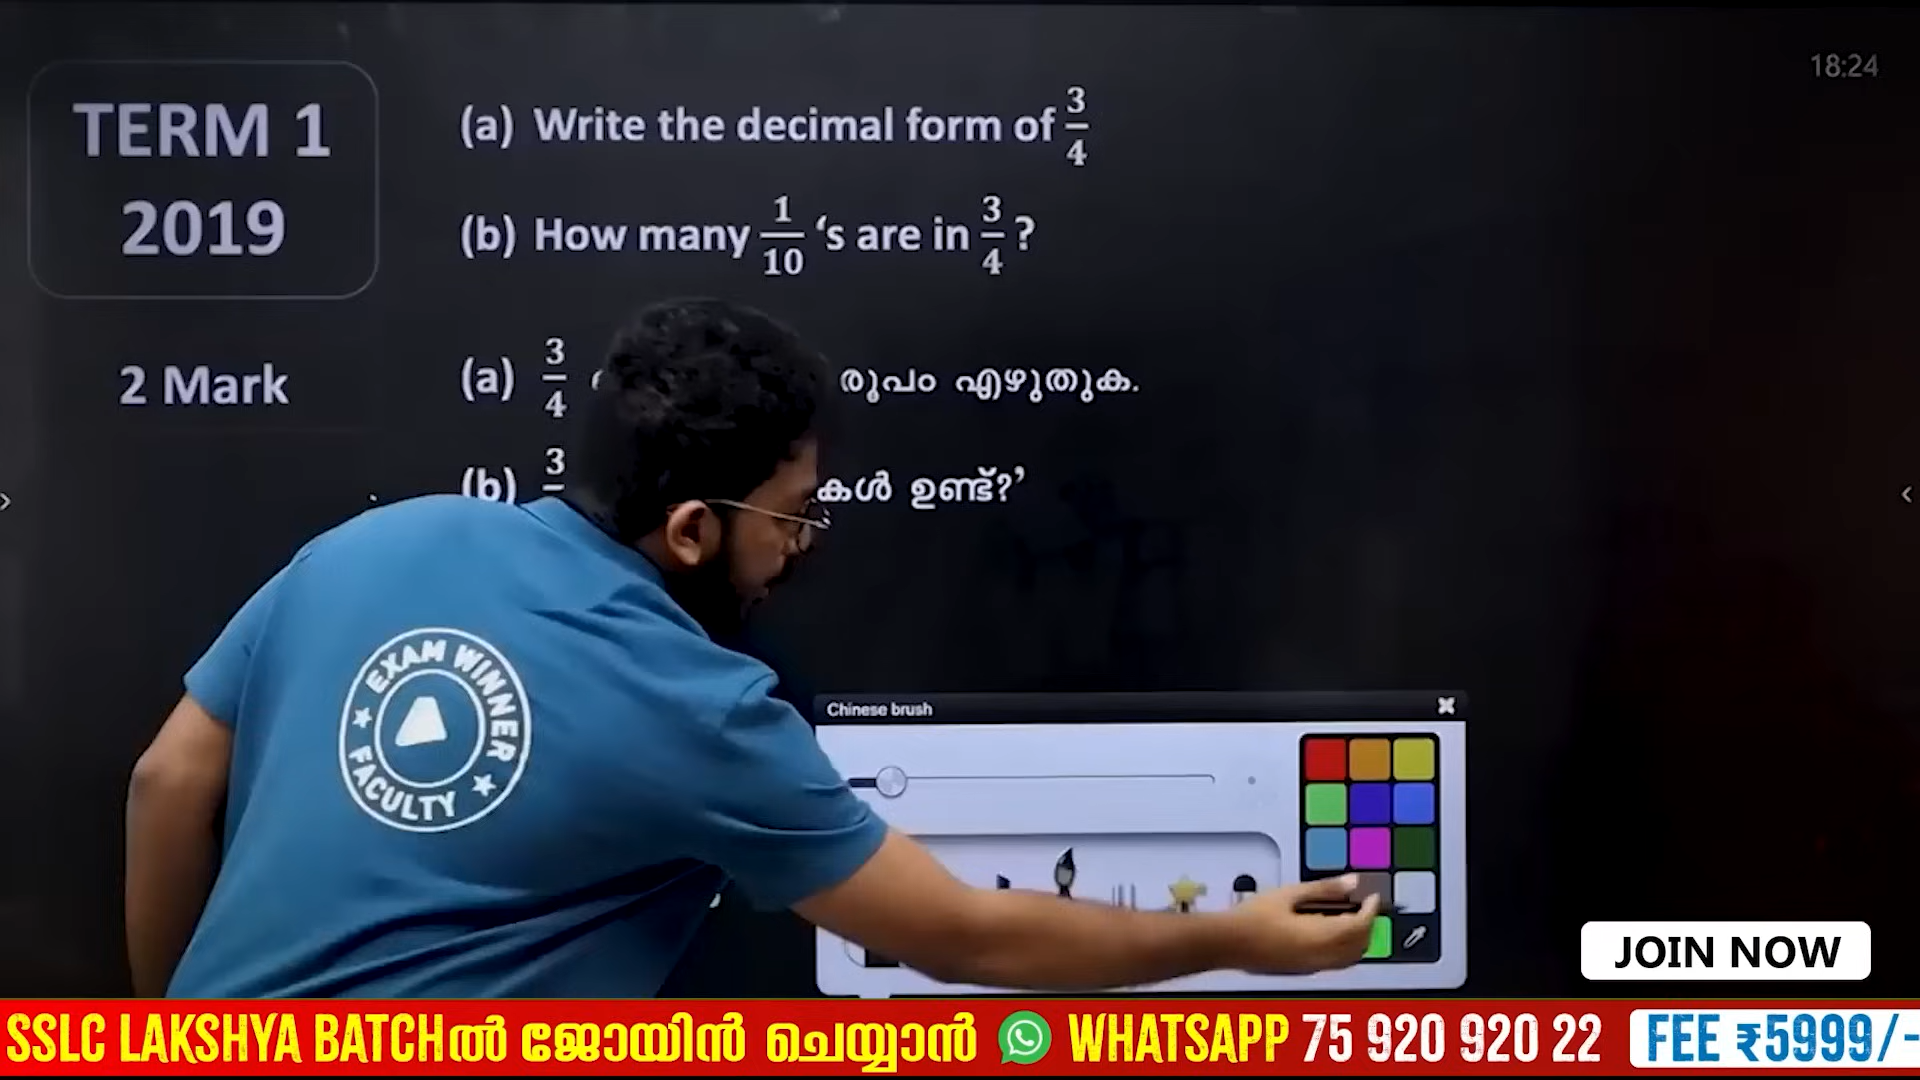 18:24
TERM 1
2019
2 Mark
(a) Write the decimal form of 3/4
(b) How many 1/10 ‘s are in 3/4 ?
(a) 3/4 രൂപം എഴുതുക.
(b) 3 കൾ ഉണ്ട്?’
EXAM WINNER
FACULTY
Chinese brush
JOIN NOW
SSLC LAKSHYA BATCHൽ ജോയിൻ ചെയ്യാൻ WHATSAPP 75 920 920 22 FEE ₹5999/-